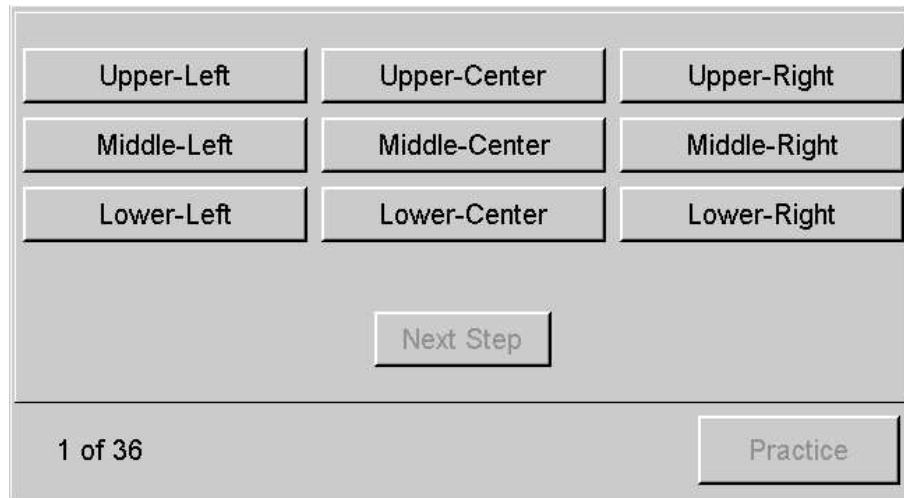 Upper-Left Upper-Center Upper-Right
Middle-Left Middle-Center Middle-Right
Lower-Left Lower-Center Lower-Right
Next Step
1 of 36 Practice